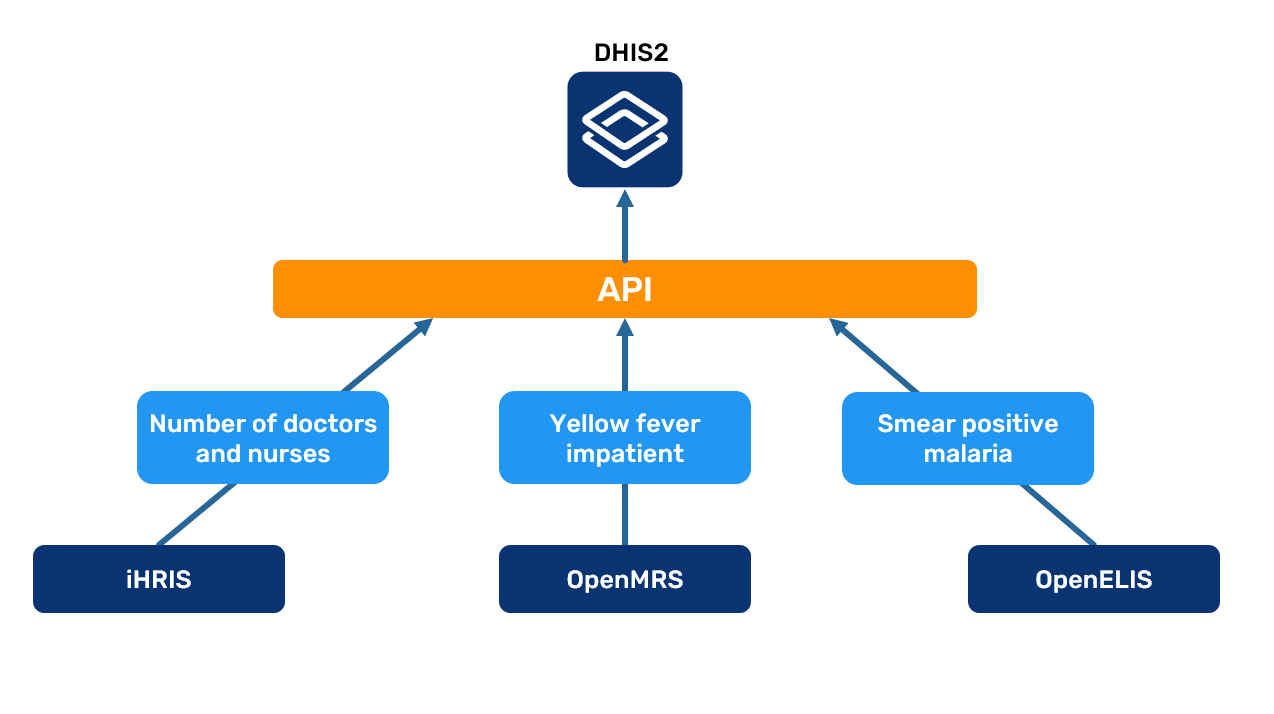 DHIS2
API
Number of doctors
and nurses
Yellow fever
impatient
Smear positive
malaria
iHRIS
OpenMRS
OpenELIS